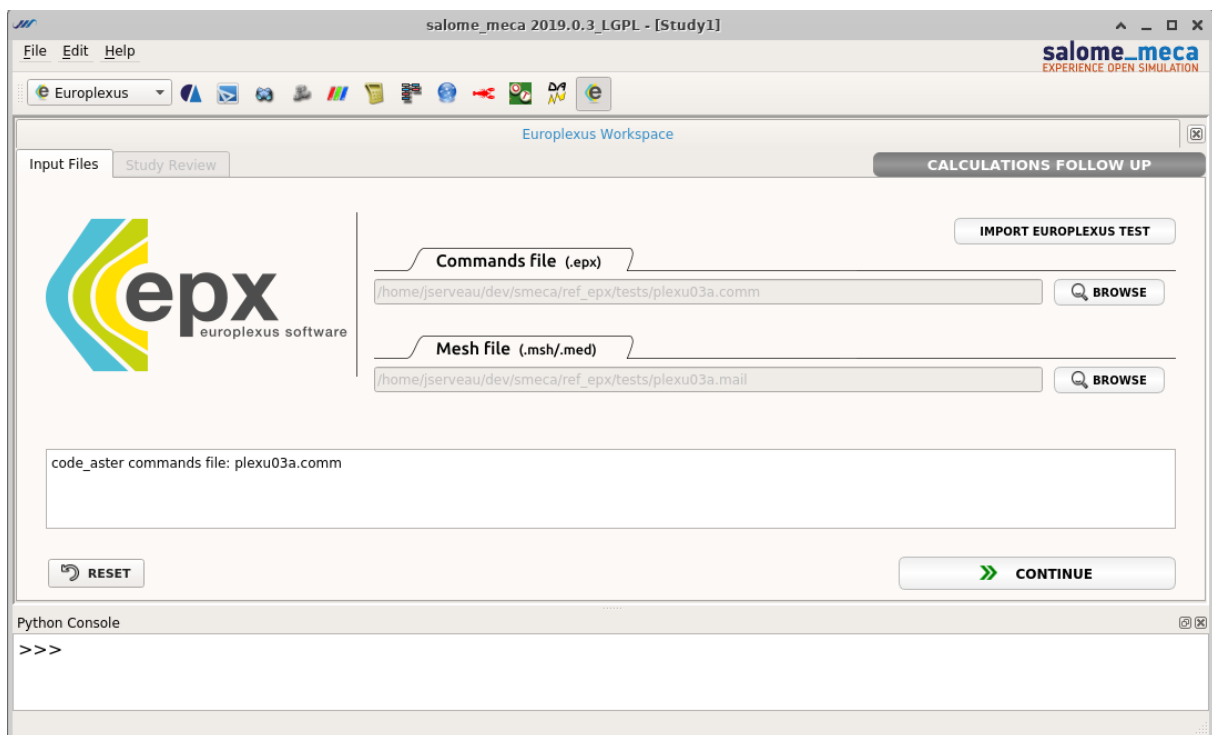 salome_meca 2019.0.3_LGPL - [Study1]
File Edit Help
salome_meca
EXPERIENCE OPEN SIMULATION
Europlexus
Europlexus Workspace
Input Files Study Review
CALCULATIONS FOLLOW UP
IMPORT EUROPLEXUS TEST
epx
europlexus software
Commands file (.epx)
/home/jserveau/dev/smeca/ref_epx/tests/plexu03a.comm
BROWSE
Mesh file (.msh/.med)
/home/jserveau/dev/smeca/ref_epx/tests/plexu03a.mail
BROWSE
code_aster commands file: plexu03a.comm
RESET
CONTINUE
Python Console
>>>